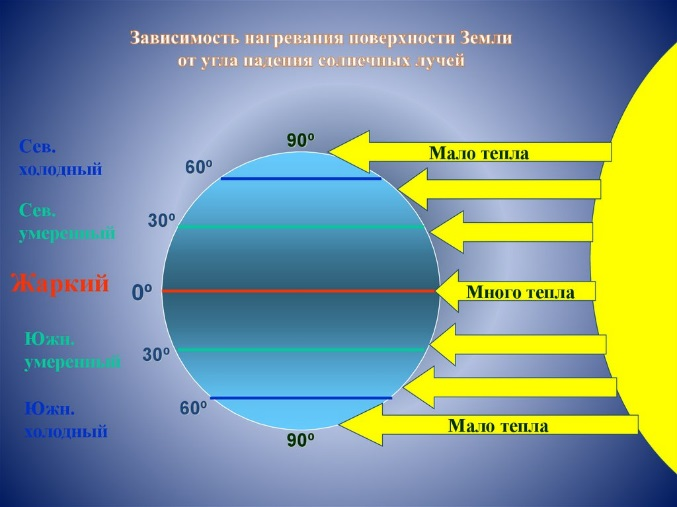 Зависимость нагревания поверхности Земли
от угла падения солнечных лучей
90º
Сев.
холодный
60º
Мало тепла
Сев.
умеренный
30º
Жаркий
0º
Много тепла
Южн.
умеренный
30º
Южн.
холодный
60º
90º
Мало тепла